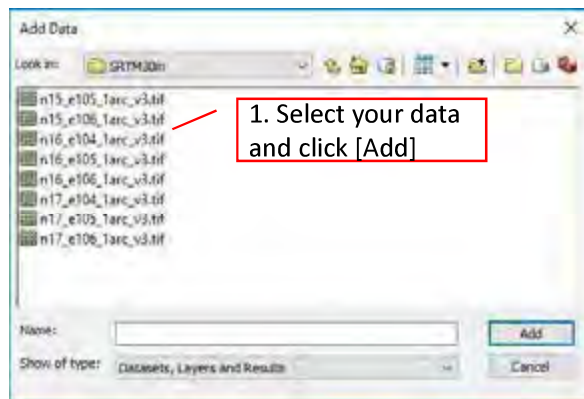 Add Data
Look in: SRTM30m
n15_e105_1arc_v3.tif
n15_e106_1arc_v3.tif
n16_e104_1arc_v3.tif
n16_e105_1arc_v3.tif
n16_e106_1arc_v3.tif
n17_e104_1arc_v3.tif
n17_e105_1arc_v3.tif
n17_e106_1arc_v3.tif
1. Select your data
and click [Add]
Name: Add
Show of type: Datasets, Layers and Results Cancel